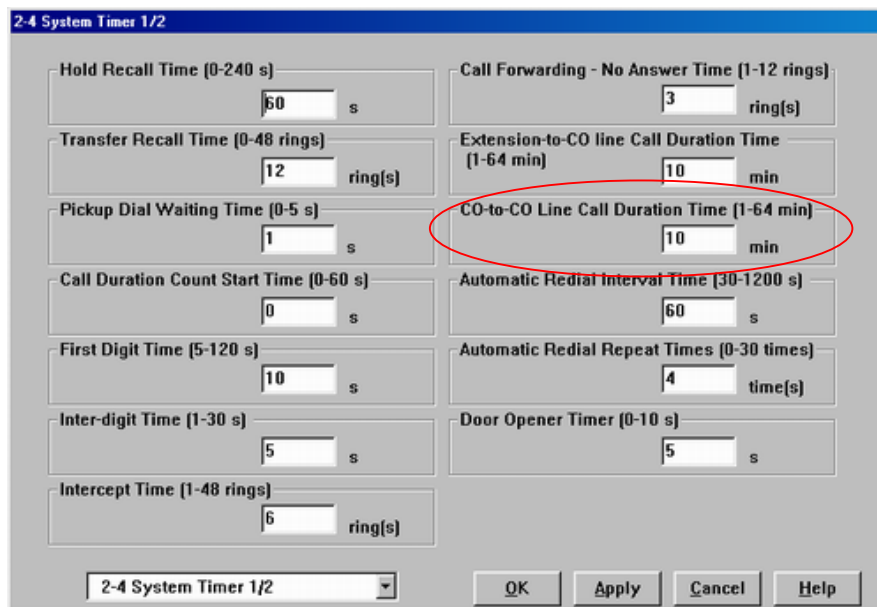 2-4 System Timer 1/2
Hold Recall Time (0-240 s)
60 s
Transfer Recall Time (0-48 rings)
12 ring(s)
Pickup Dial Waiting Time (0-5 s)
1 s
Call Duration Count Start Time (0-60 s)
0 s
First Digit Time (5-120 s)
10 s
Inter-digit Time (1-30 s)
5 s
Intercept Time (1-48 rings)
6 ring(s)
Call Forwarding - No Answer Time (1-12 rings)
3 ring(s)
Extension-to-CO line Call Duration Time
(1-64 min)
10 min
CO-to-CO Line Call Duration Time (1-64 min)
10 min
Automatic Redial Interval Time (30-1200 s)
60 s
Automatic Redial Repeat Times (0-30 times)
4 time(s)
Door Opener Timer (0-10 s)
5 s
2-4 System Timer 1/2
OK Apply Cancel Help